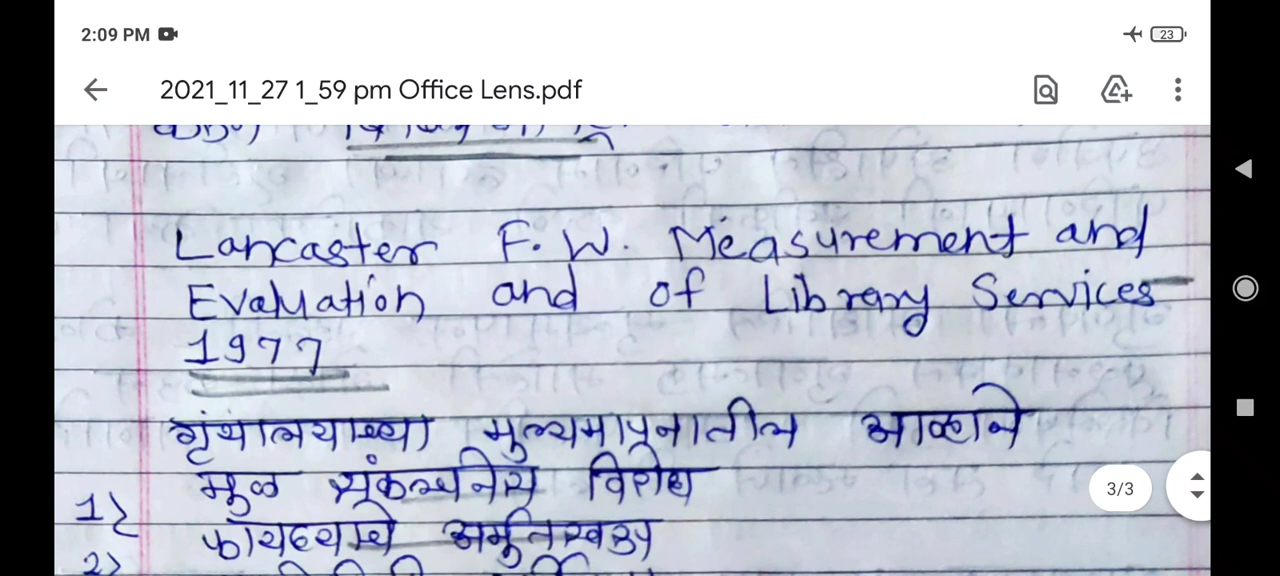 2:09 PM
23
2021_11_27 1_59 pm Office Lens.pdf
Lancaster F. W. Measurement and
Evaluation and of Library Services
1977
ग्रंथालयाच्या मुल्यमापनातील आव्हाने
1) मुळ संकल्पनेस विरोध
2) फायद्याचे अमुर्तस्वरूप
3/3